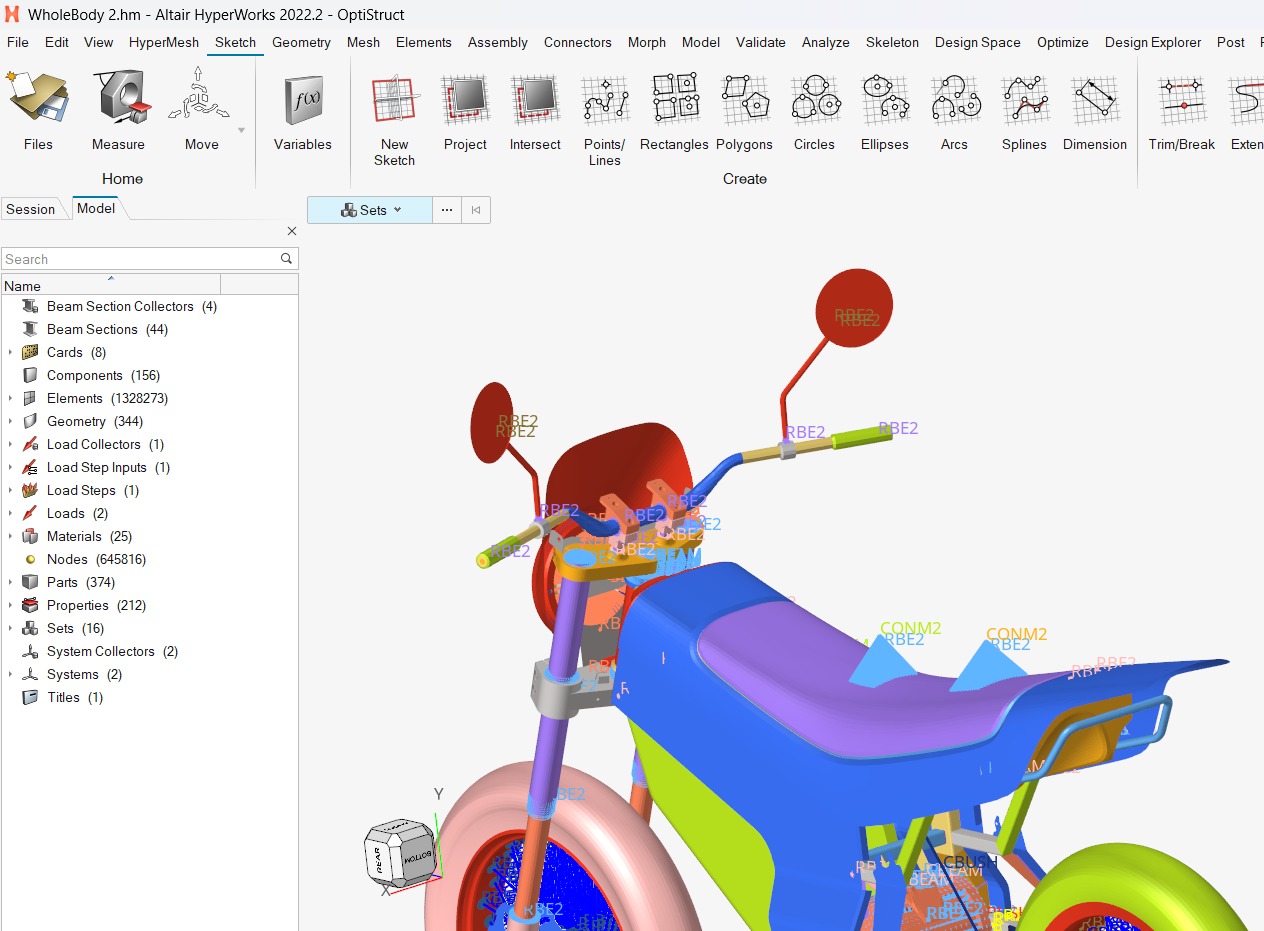 WholeBody 2.hm - Altair HyperWorks 2022.2 - OptiStruct
File Edit View HyperMesh Sketch Geometry Mesh Elements Assembly Connectors Morph Model Validate Analyze Skeleton Design Space Optimize Design Explorer Post
f(x)
Files Measure Move Variables New Sketch Project Intersect Points/ Lines Rectangles Polygons Circles Ellipses Arcs Splines Dimension Trim/Break Exten
Home Create
Session Model
Sets
Search
Name
Beam Section Collectors (4)
Beam Sections (44)
Cards (8)
Components (156)
Elements (1328273)
Geometry (344)
Load Collectors (1)
Load Step Inputs (1)
Load Steps (1)
Loads (2)
Materials (25)
Nodes (645816)
Parts (374)
Properties (212)
Sets (16)
System Collectors (2)
Systems (2)
Titles (1)
RBE2
RBE2
RBE2
RBE2
RBE2
RBE2
RBE2
RBE2
RBE2
RBE2
RBE2
RBE2
RBE2
CONM2
RBE2
CONM2
RBE2
RBE2
Y
RBE2
REAR
BOTTOM
X
CBUSH
BEAM
RBE2
RBE2
RBE2